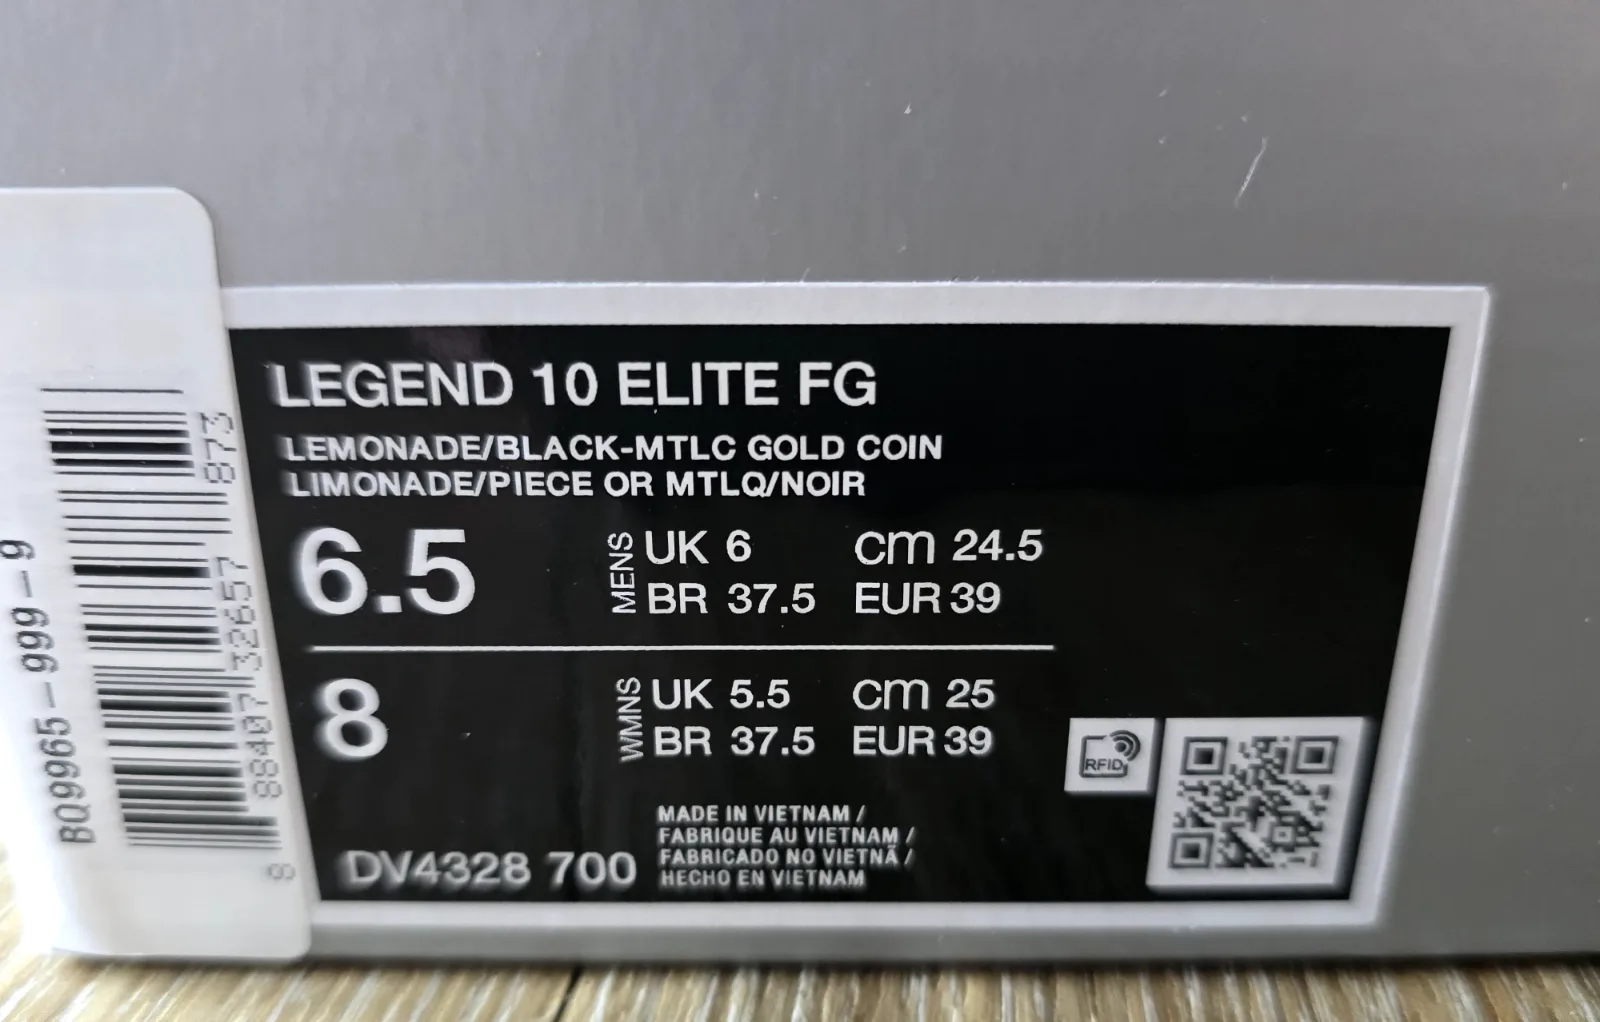 LEGEND 10 ELITE FG
LEMONADE/BLACK-MTLC GOLD COIN
LIMONADE/PIECE OR MTLQ/NOIR
6.5 MENS UK 6 cm 24.5
BR 37.5 EUR 39
8 WMNS UK 5.5 cm 25
BR 37.5 EUR 39
DV4328 700
MADE IN VIETNAM /
FABRIQUE AU VIETNAM /
FABRICADO NO VIETNÃ /
HECHO EN VIETNAM
RFID
BQ9965-999-9
8 88407 32657 873